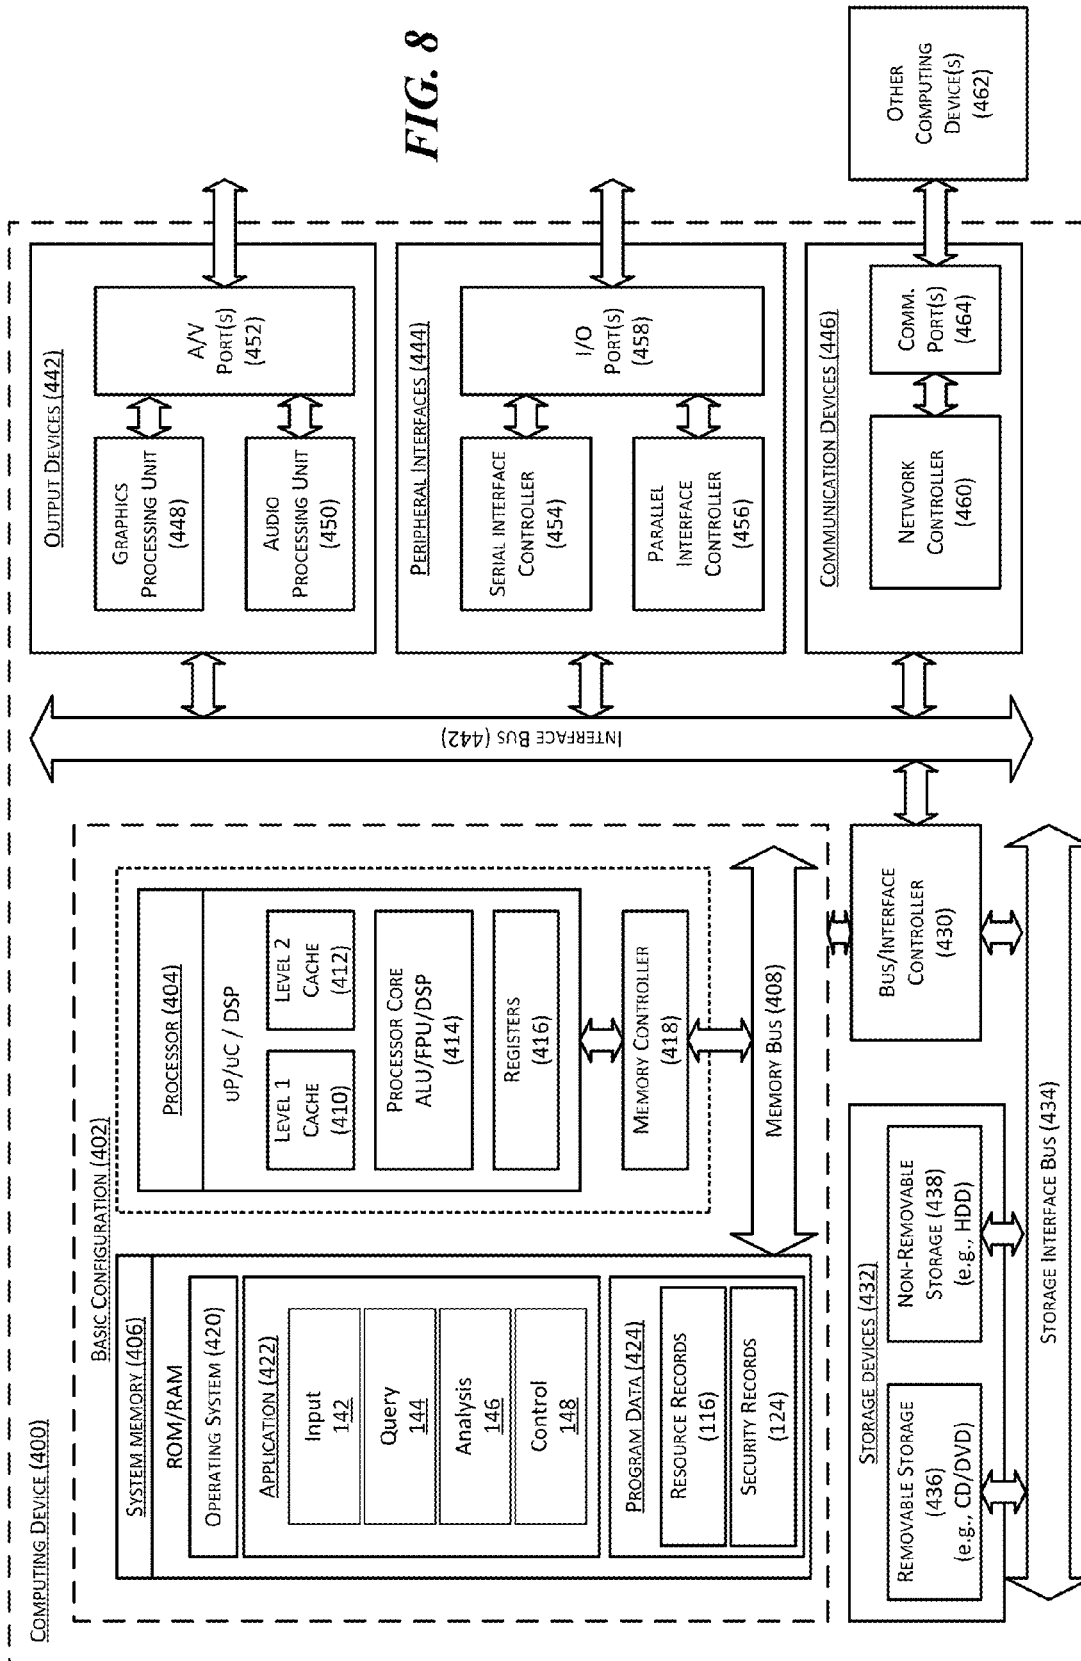 COMPUTING DEVICE (400)
BASIC CONFIGURATION (402)
SYSTEM MEMORY (406)
ROM/RAM
OPERATING SYSTEM (420)
APPLICATION (422)
Input
142
Query
144
Analysis
146
Control
148
PROGRAM DATA (424)
RESOURCE RECORDS
(116)
SECURITY RECORDS
(124)
PROCESSOR (404)
uP/uC / DSP
LEVEL 1
CACHE
(410)
LEVEL 2
CACHE
(412)
PROCESSOR CORE
ALU/FPU/DSP
(414)
REGISTERS
(416)
MEMORY CONTROLLER
(418)
MEMORY BUS (408)
BUS/INTERFACE
CONTROLLER
(430)
STORAGE DEVICES (432)
REMOVABLE STORAGE
(436)
(e.g., CD/DVD)
NON-REMOVABLE
STORAGE (438)
(e.g., HDD)
STORAGE INTERFACE BUS (434)
INTERFACE BUS (442)
OUTPUT DEVICES (442)
GRAPHICS
PROCESSING UNIT
(448)
AUDIO
PROCESSING UNIT
(450)
A/V
PORT(S)
(452)
PERIPHERAL INTERFACES (444)
SERIAL INTERFACE
CONTROLLER
(454)
PARALLEL
INTERFACE
CONTROLLER
(456)
I/O
PORT(S)
(458)
COMMUNICATION DEVICES (446)
NETWORK
CONTROLLER
(460)
COMM.
PORT(S)
(464)
OTHER
COMPUTING
DEVICE(S)
(462)
FIG. 8